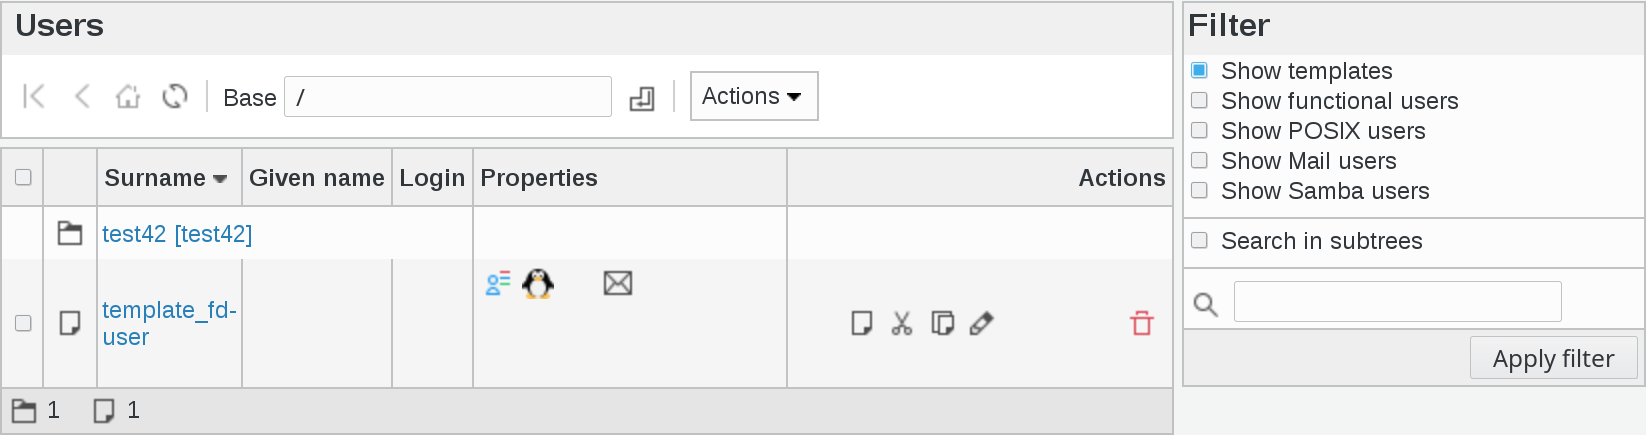 Users
Base / Actions
Surname Given name Login Properties Actions
test42 [test42]
template_fd-
user
1 1
Filter
Show templates
Show functional users
Show POSIX users
Show Mail users
Show Samba users
Search in subtrees
Apply filter